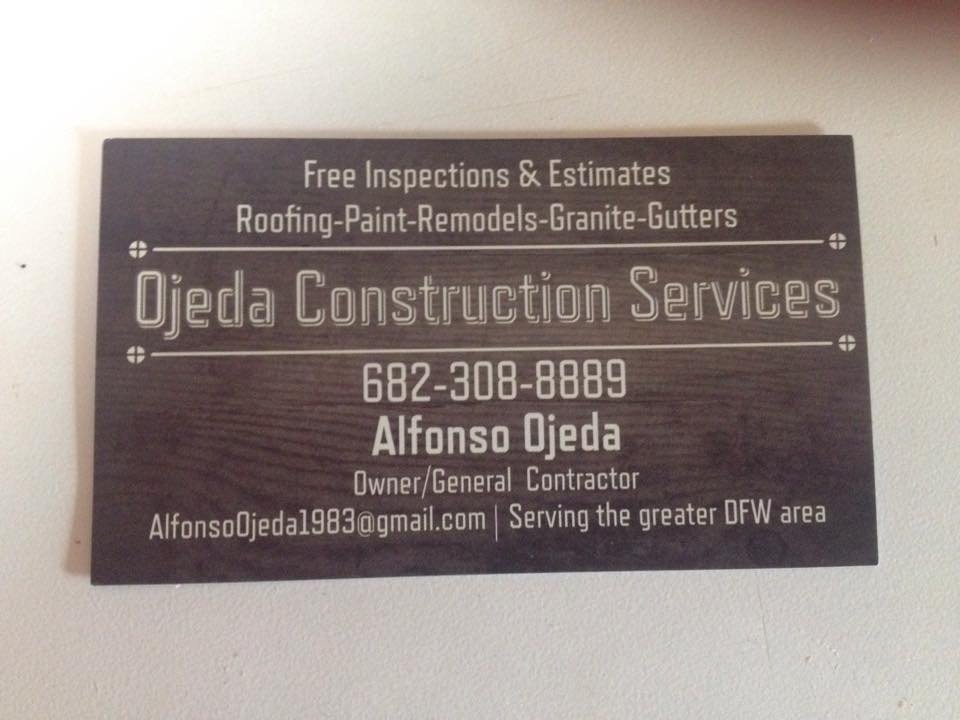 Free Inspections & Estimates
Roofing-Paint-Remodels-Granite-Gutters
Ojeda Construction Services
682-308-8889
Alfonso Ojeda
Owner/General Contractor
AlfonsoOjeda1983@gmail.com | Serving the greater DFW area